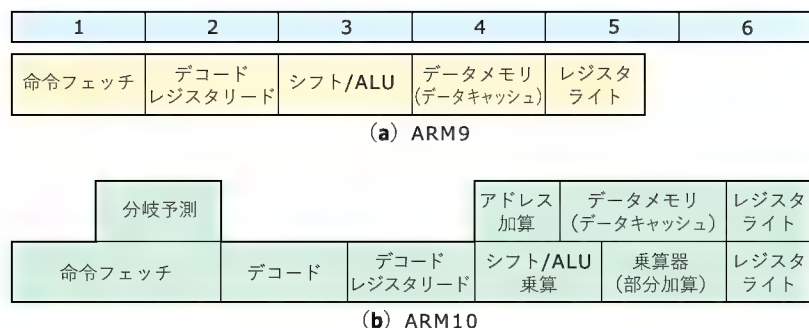 1 2 3 4 5 6
命令フェッチ
デコード
レジスタリード
シフト/ALU
データメモリ
(データキャッシュ)
レジスタ
ライト
(a) ARM9
分岐予測
アドレス
加算
データメモリ
(データキャッシュ)
レジスタ
ライト
命令フェッチ
デコード
デコード
レジスタリード
シフト/ALU
乗算
乗算器
(部分加算)
レジスタ
ライト
(b) ARM10